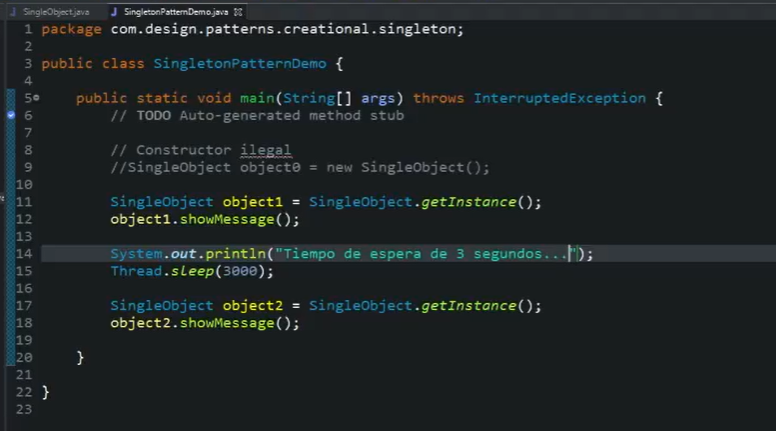 SingleObject.java SingletonPatternDemo.java
1 package com.design.patterns.creational.singleton;
2
3 public class SingletonPatternDemo {
4
5 public static void main(String[] args) throws InterruptedException {
6 // TODO Auto-generated method stub
7
8 // Constructor ilegal
9 //SingleObject object0 = new SingleObject();
10
11 SingleObject object1 = SingleObject.getInstance();
12 object1.showMessage();
13
14 System.out.println("Tiempo de espera de 3 segundos...");
15 Thread.sleep(3000);
16
17 SingleObject object2 = SingleObject.getInstance();
18 object2.showMessage();
19
20 }
21
22 }
23